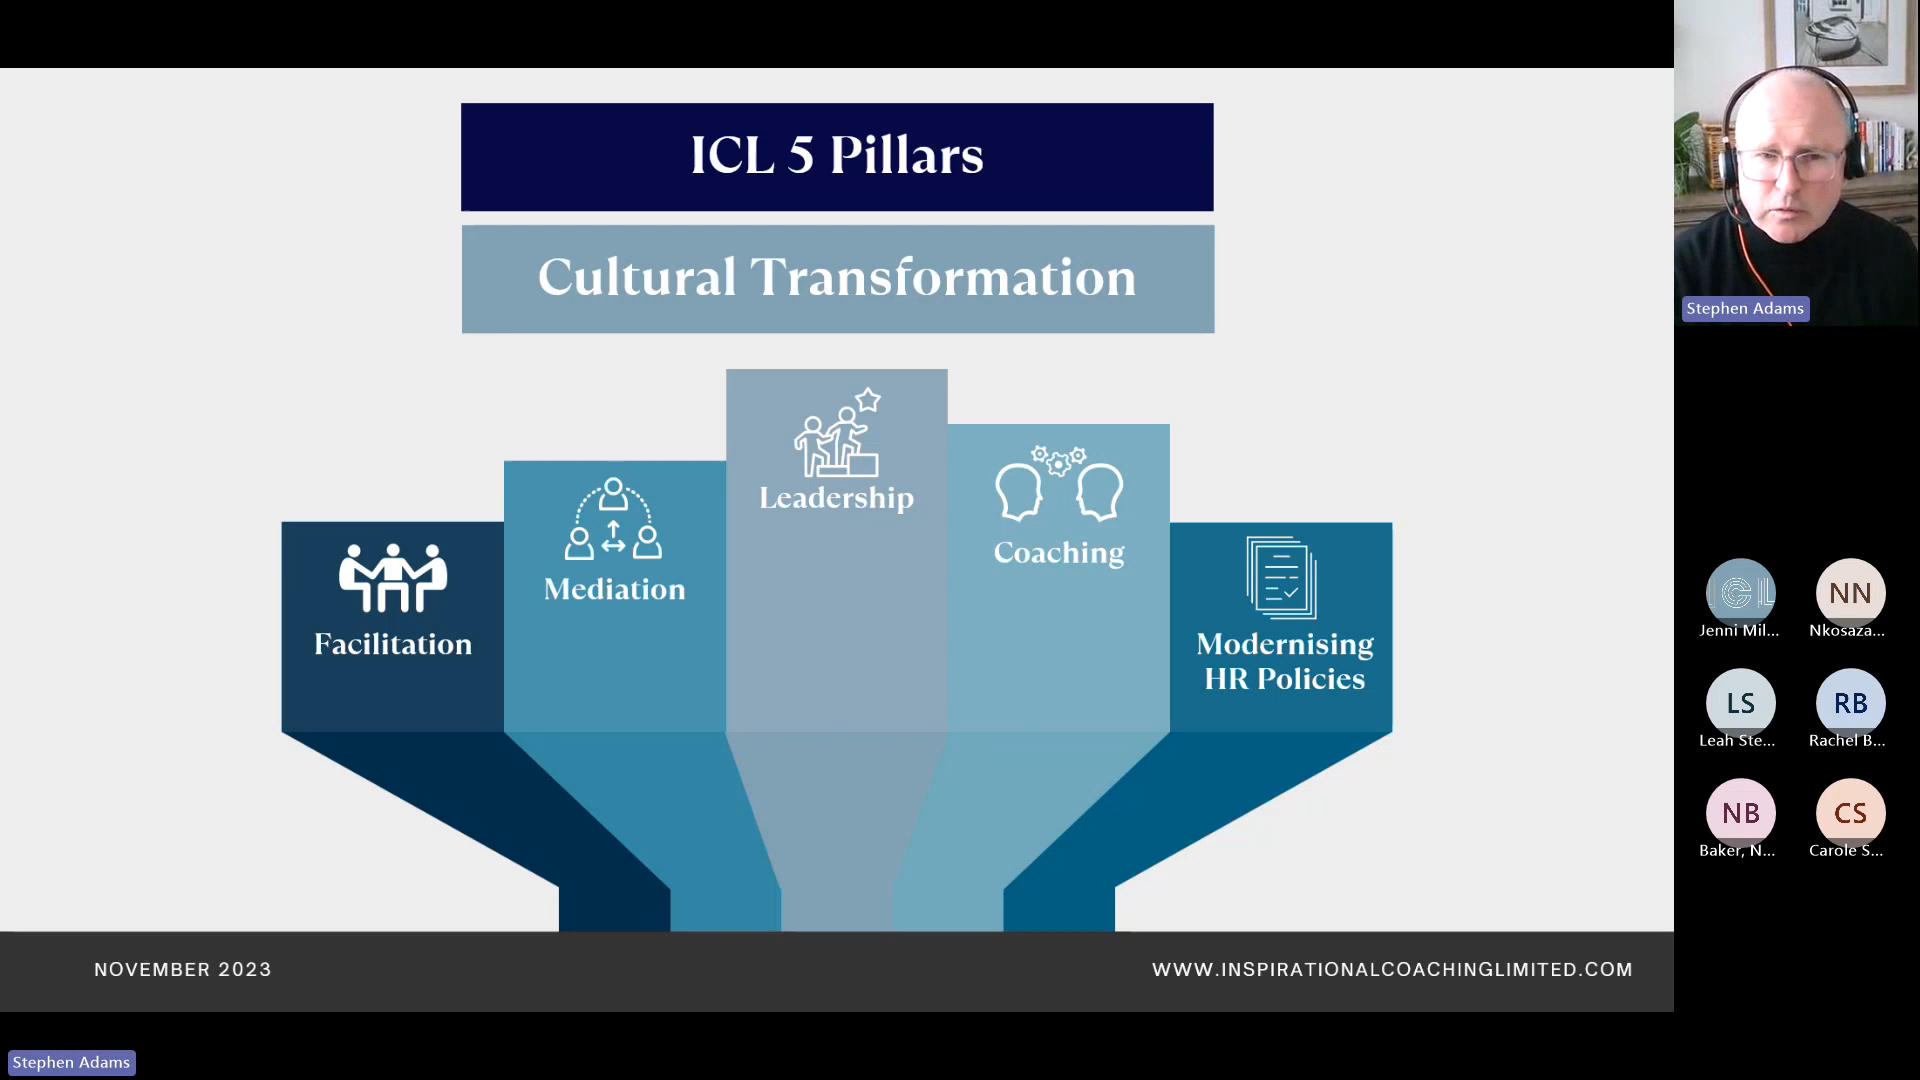 ICL 5 Pillars
Cultural Transformation
Leadership
Coaching
Mediation
Facilitation
Modernising
HR Policies
NOVEMBER 2023
WWW.INSPIRATIONALCOACHINGLIMITED.COM
Stephen Adams
Stephen Adams
ICL
Jenni Mil...
NN
Nkosaza...
LS
Leah Ste...
RB
Rachel B...
NB
Baker, N...
CS
Carole S...